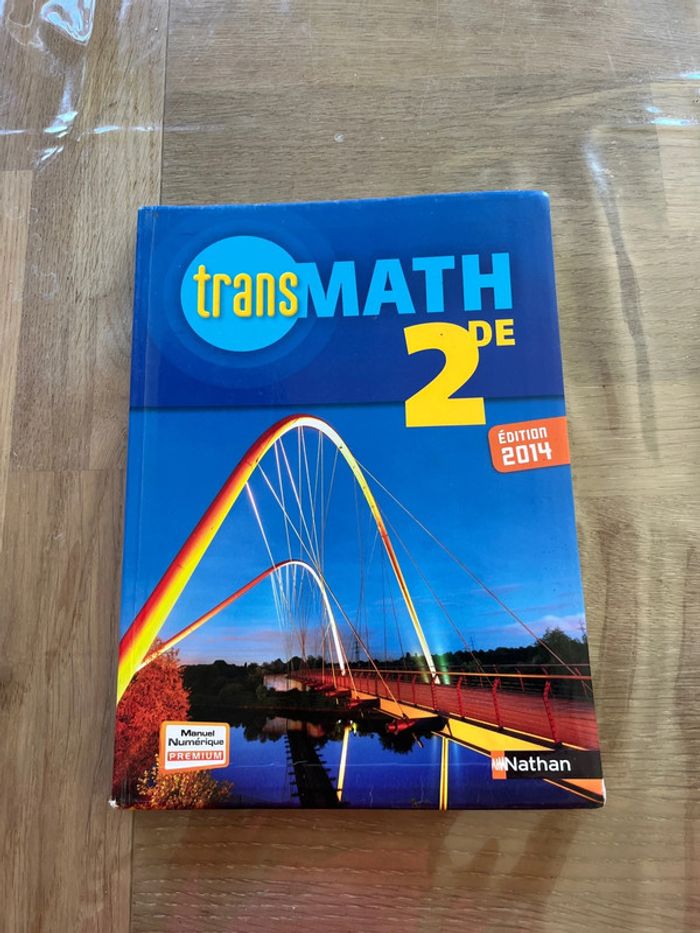 transMATH
2DE
ÉDITION
2014
Manuel
Numérique
PREMIUM
Nathan